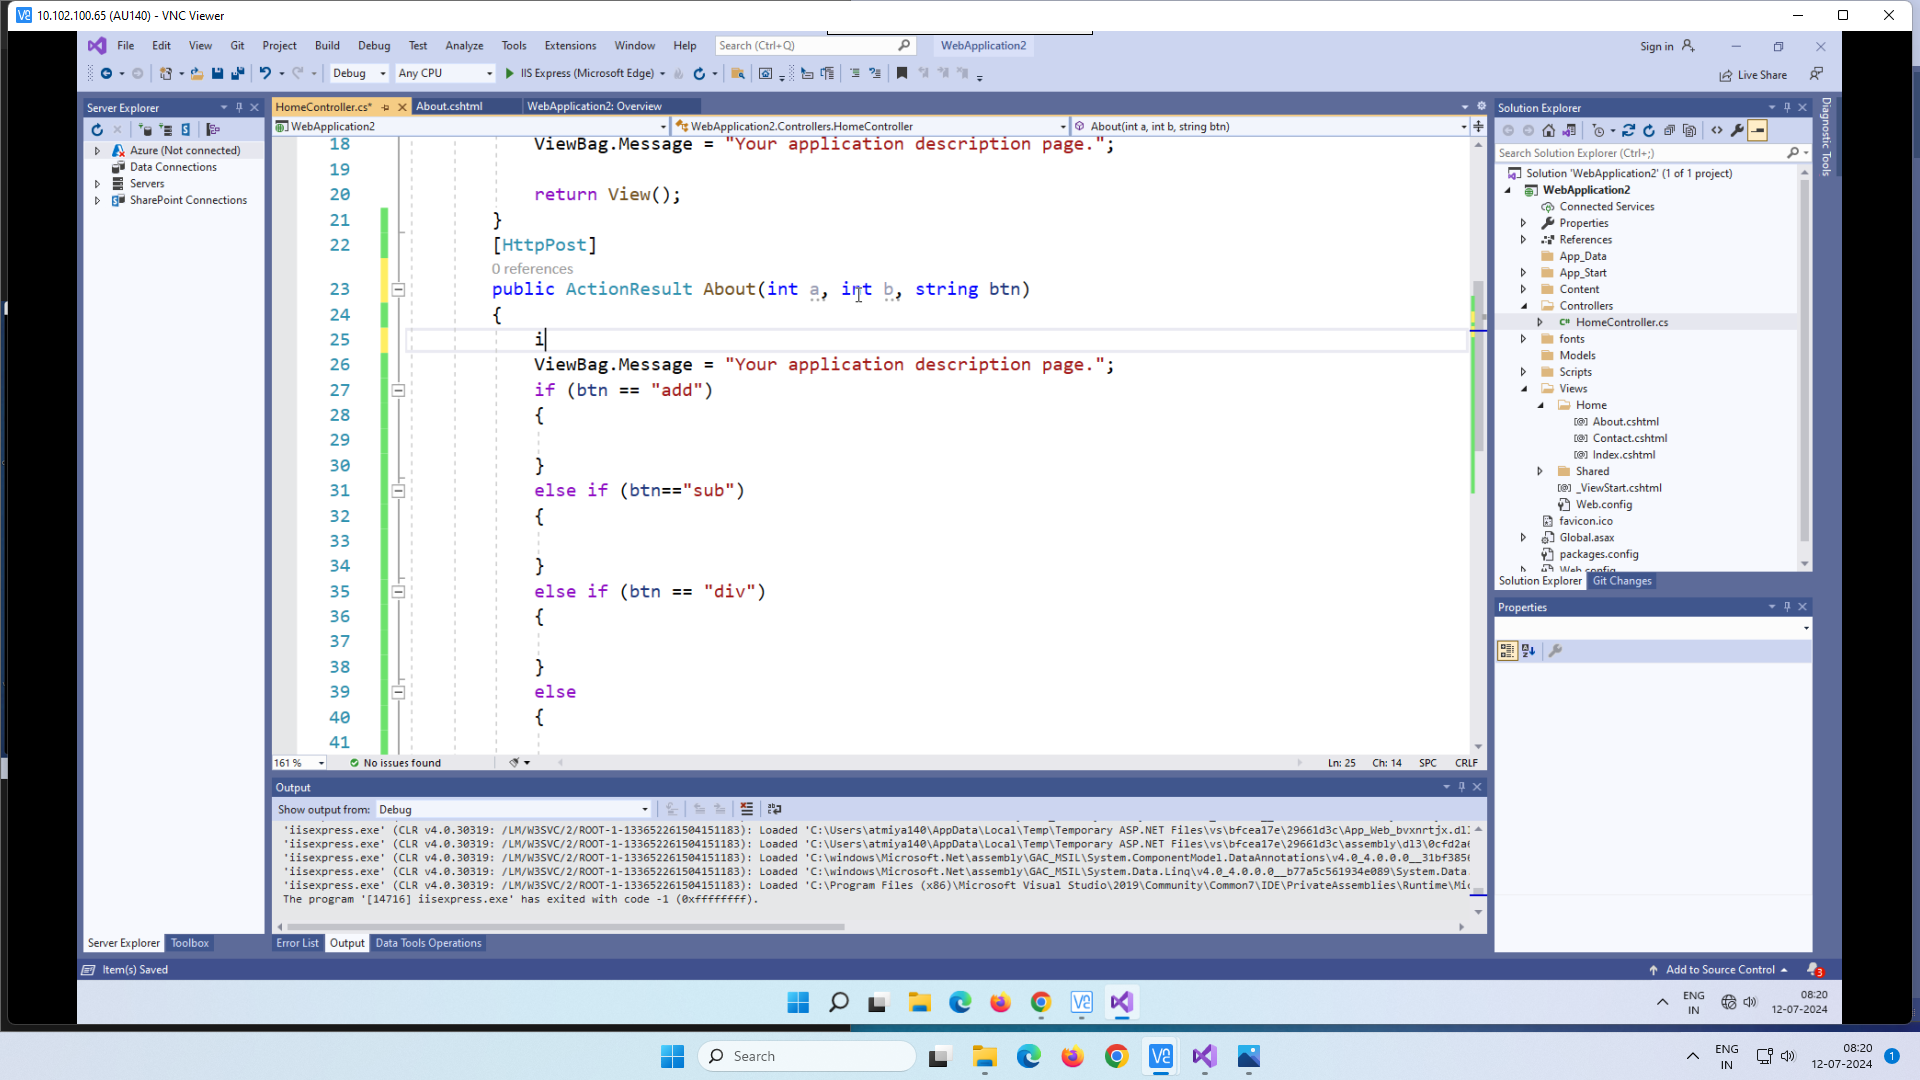 10.102.100.65 (AU140) - VNC Viewer
File Edit View Git Project Build Debug Test Analyze Tools Extensions Window Help Search (Ctrl+Q) WebApplication2 Sign in
Debug Any CPU IIS Express (Microsoft Edge) Live Share
Server Explorer
Azure (Not connected)
Data Connections
Servers
SharePoint Connections
HomeController.cs* About.cshtml WebApplication2: Overview
WebApplication2 WebApplication2.Controllers.HomeController About(int a, int b, string btn)
18 ViewBag.Message = "Your application description page.";
19
20 return View();
21 }
22 [HttpPost]
0 references
23 public ActionResult About(int a, int b, string btn)
24 {
25 i
26 ViewBag.Message = "Your application description page.";
27 if (btn == "add")
28 {
29
30 }
31 else if (btn=="sub")
32 {
33
34 }
35 else if (btn == "div")
36 {
37
38 }
39 else
40 {
41
161 % No issues found Ln: 25 Ch: 14 SPC CRLF
Output
Show output from: Debug
'iisexpress.exe' (CLR v4.0.30319: /LM/W3SVC/2/ROOT-1-133652261504151183): Loaded 'C:\Users\atmiya140\AppData\Local\Temp\Temporary ASP.NET Files\vs\bfcea17e\29661d3c\App_Web_bvxnrtjx.dl
'iisexpress.exe' (CLR v4.0.30319: /LM/W3SVC/2/ROOT-1-133652261504151183): Loaded 'C:\Users\atmiya140\AppData\Local\Temp\Temporary ASP.NET Files\vs\bfcea17e\29661d3c\assembly\dl3\0cfd2a6
'iisexpress.exe' (CLR v4.0.30319: /LM/W3SVC/2/ROOT-1-133652261504151183): Loaded 'C:\windows\Microsoft.Net\assembly\GAC_MSIL\System.ComponentModel.DataAnnotations\v4.0_4.0.0.0__31bf3856
'iisexpress.exe' (CLR v4.0.30319: /LM/W3SVC/2/ROOT-1-133652261504151183): Loaded 'C:\windows\Microsoft.Net\assembly\GAC_MSIL\System.Data.Linq\v4.0_4.0.0.0__b77a5c561934e089\System.Data.
'iisexpress.exe' (CLR v4.0.30319: /LM/W3SVC/2/ROOT-1-133652261504151183): Loaded 'C:\Program Files (x86)\Microsoft Visual Studio\2019\Community\Common7\IDE\PrivateAssemblies\Runtime\Mi
The program '[14716] iisexpress.exe' has exited with code -1 (0xffffffff).
Server Explorer Toolbox
Error List Output Data Tools Operations
Solution Explorer
Search Solution Explorer (Ctrl+;)
Solution 'WebApplication2' (1 of 1 project)
WebApplication2
Connected Services
Properties
References
App_Data
App_Start
Content
Controllers
HomeController.cs
fonts
Models
Scripts
Views
Home
About.cshtml
Contact.cshtml
Index.cshtml
Shared
_ViewStart.cshtml
Web.config
favicon.ico
Global.asax
packages.config
Web.config
Solution Explorer Git Changes
Properties
Diagnostic Tools
Item(s) Saved Add to Source Control 3
ENG
IN
08:20
12-07-2024
Search
ENG
IN
08:20
12-07-2024
1